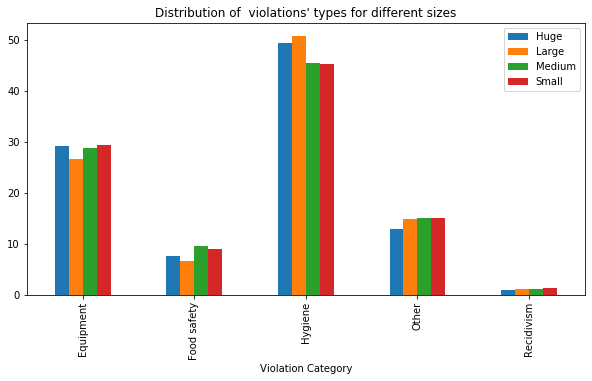 Distribution of  violations' types for different sizes
Huge
Large
Medium
Small
50
40
30
20
10
0
Equipment
Food safety
Hygiene
Other
Recidivism
Violation Category